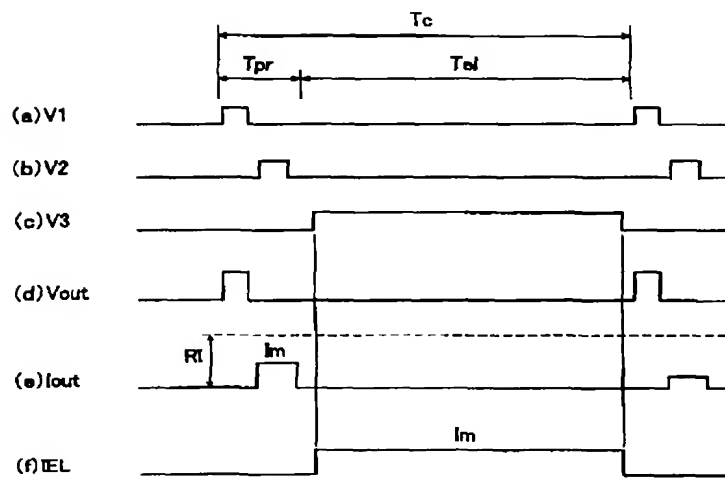 Tc
Tpr Tel
(a)V1
(b)V2
(c)V3
(d)Vout
RI Im
(e)Iout
Im
(f)IEL